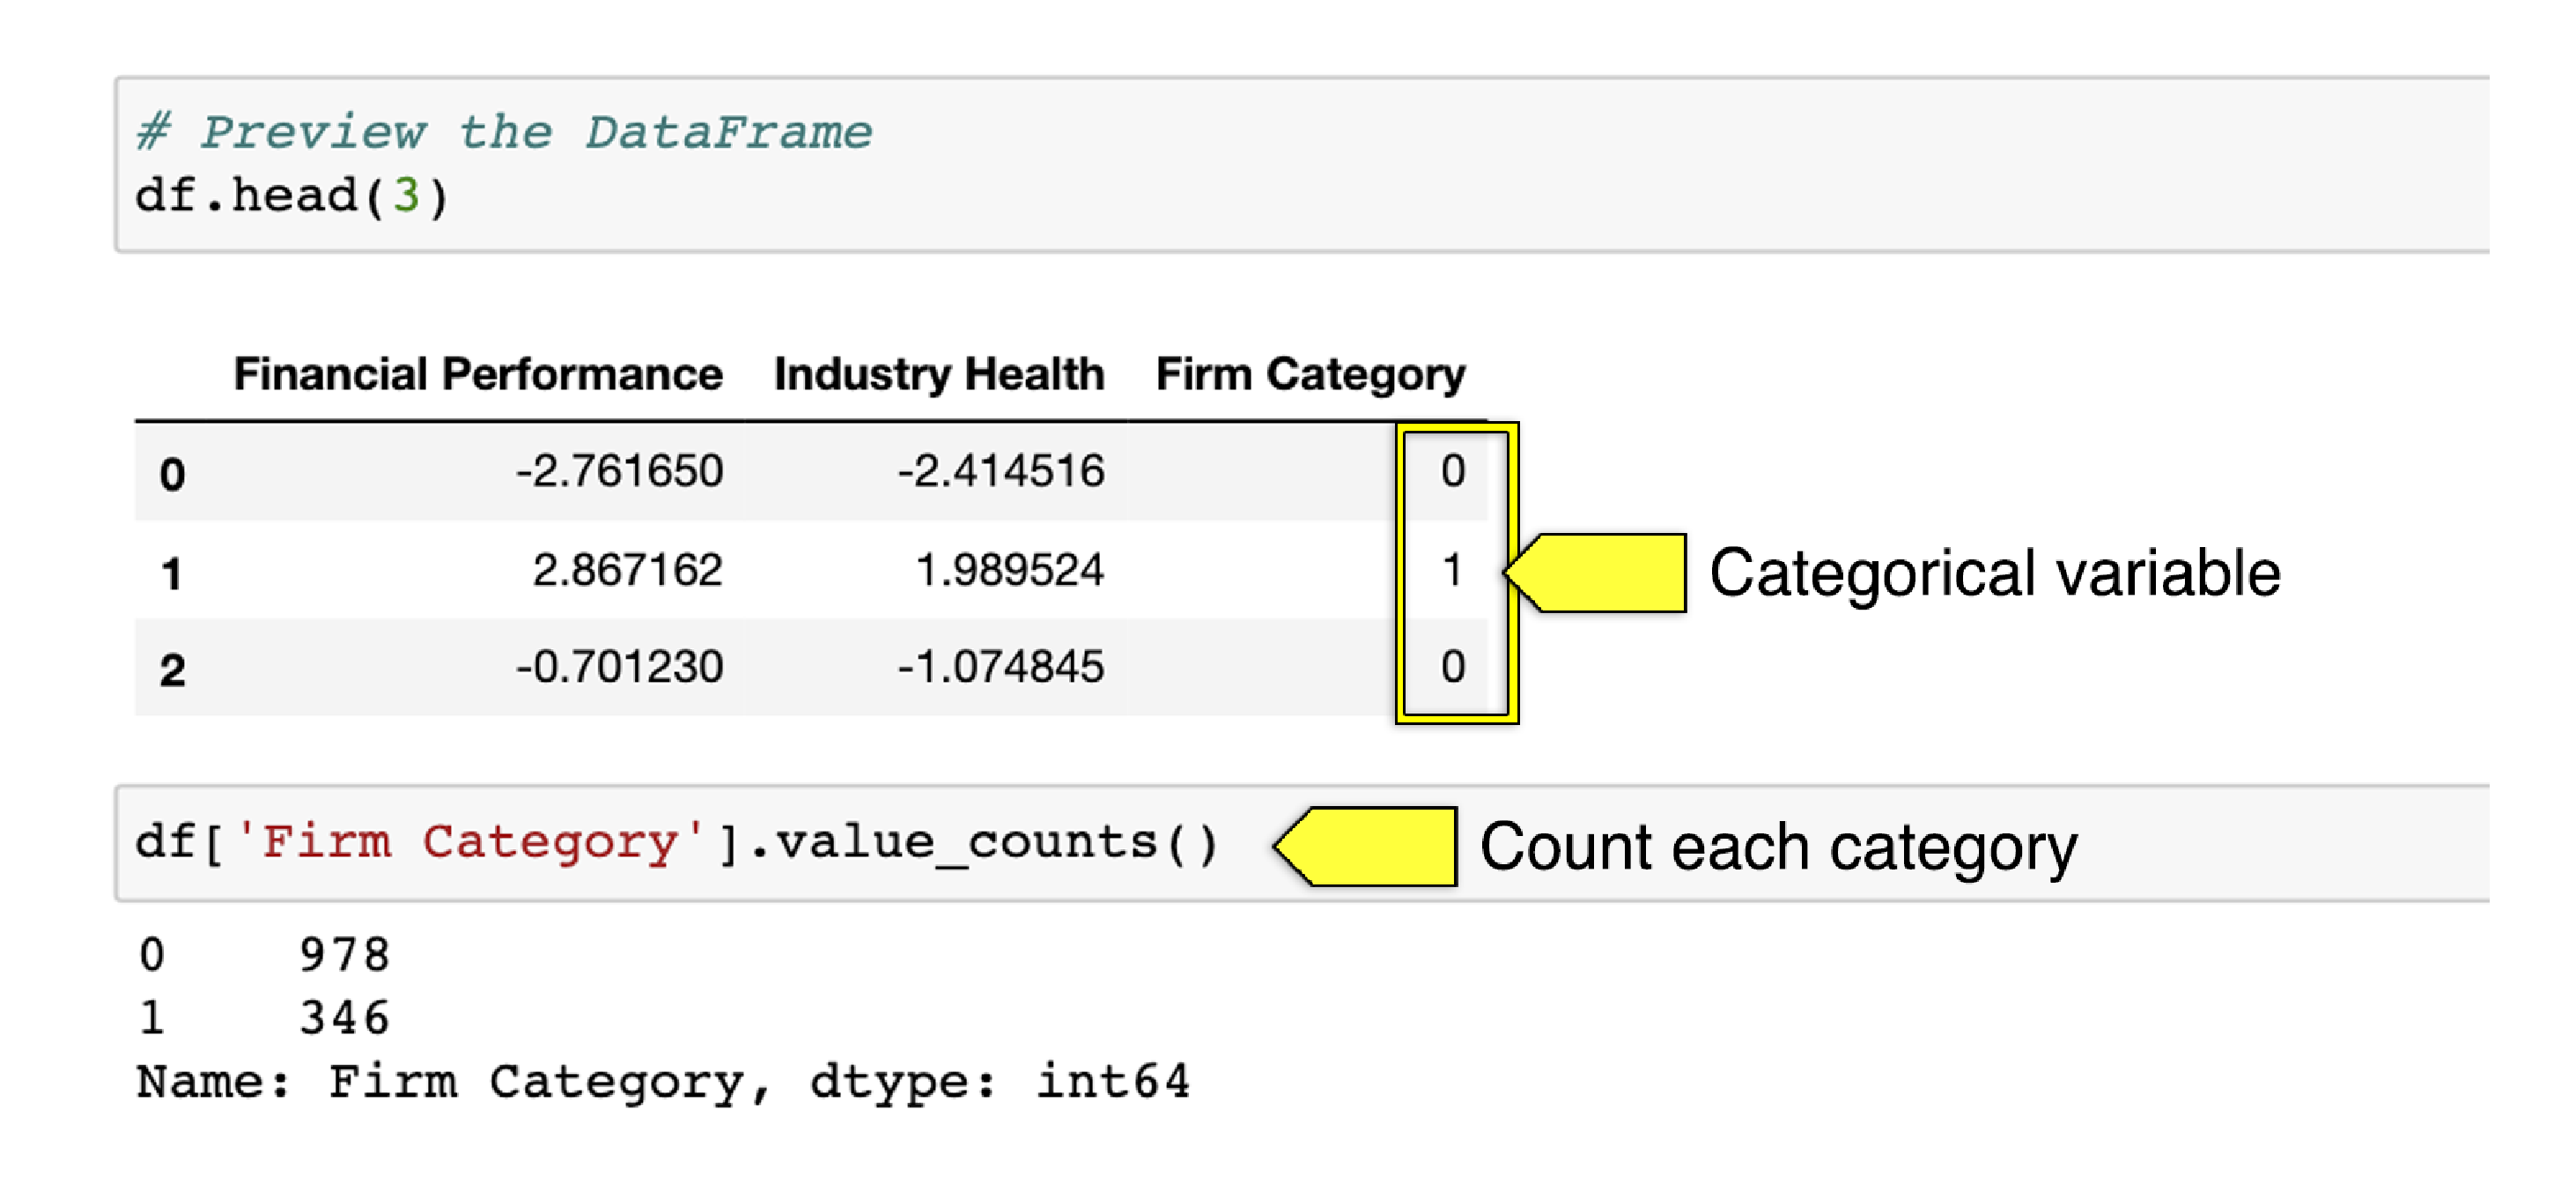 # Preview the DataFrame
df.head(3)
Financial Performance Industry Health Firm Category
0 -2.761650 -2.414516 0
1 2.867162 1.989524 1
Categorical variable
2 -0.701230 -1.074845 0
df['Firm Category'].value_counts()
Count each category
0 978
1 346
Name: Firm Category, dtype: int64